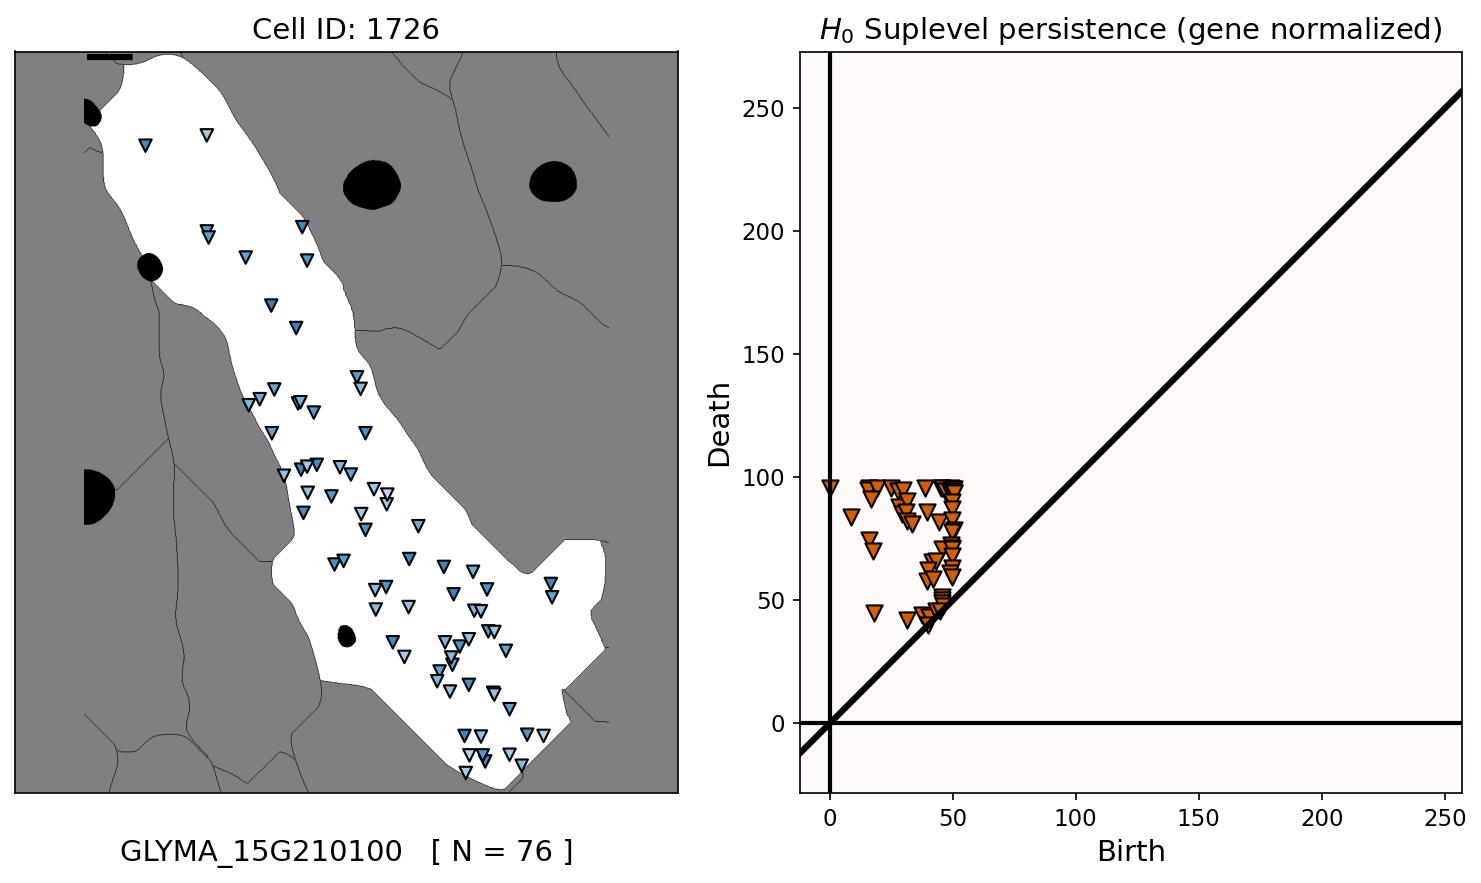 Cell ID: 1726
H₀ Suplevel persistence (gene normalized)
250
200
150
100
50
0
Death
0 50 100 150 200 250
Birth
GLYMA_15G210100 [ N = 76 ]